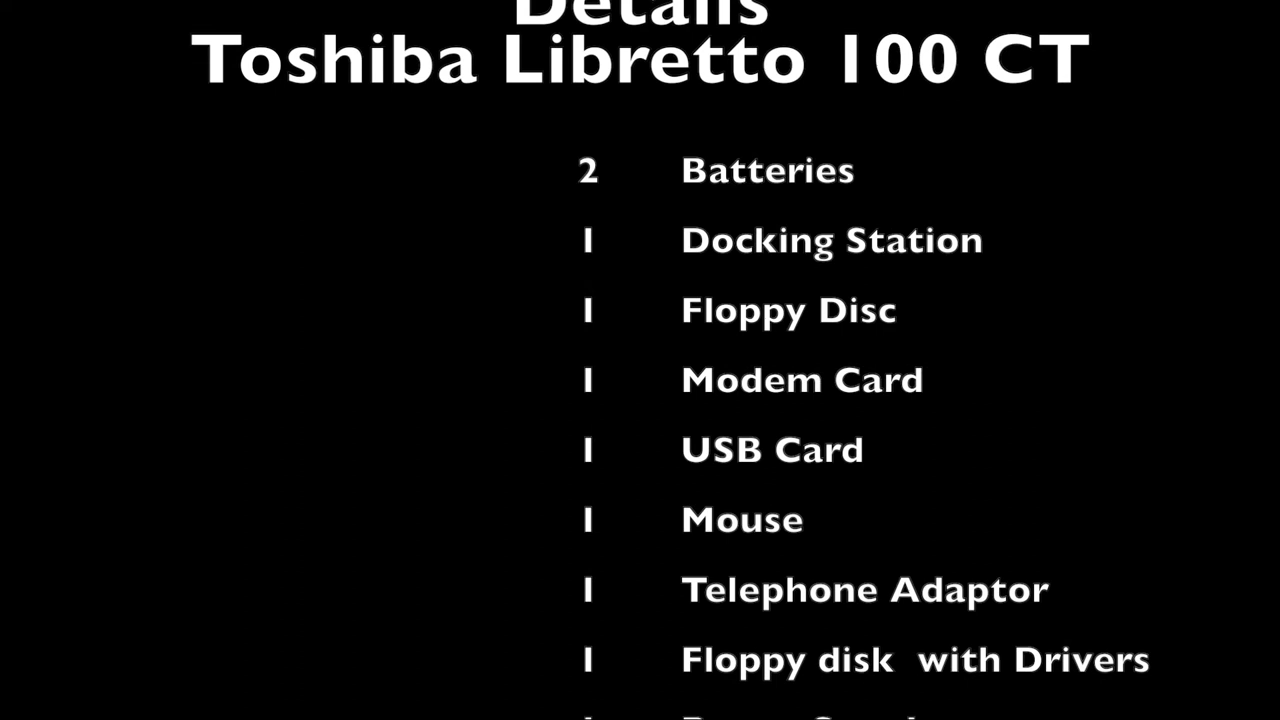 Details
Toshiba Libretto 100 CT
2 Batteries
1 Docking Station
1 Floppy Disc
1 Modem Card
1 USB Card
1 Mouse
1 Telephone Adaptor
1 Floppy disk with Drivers